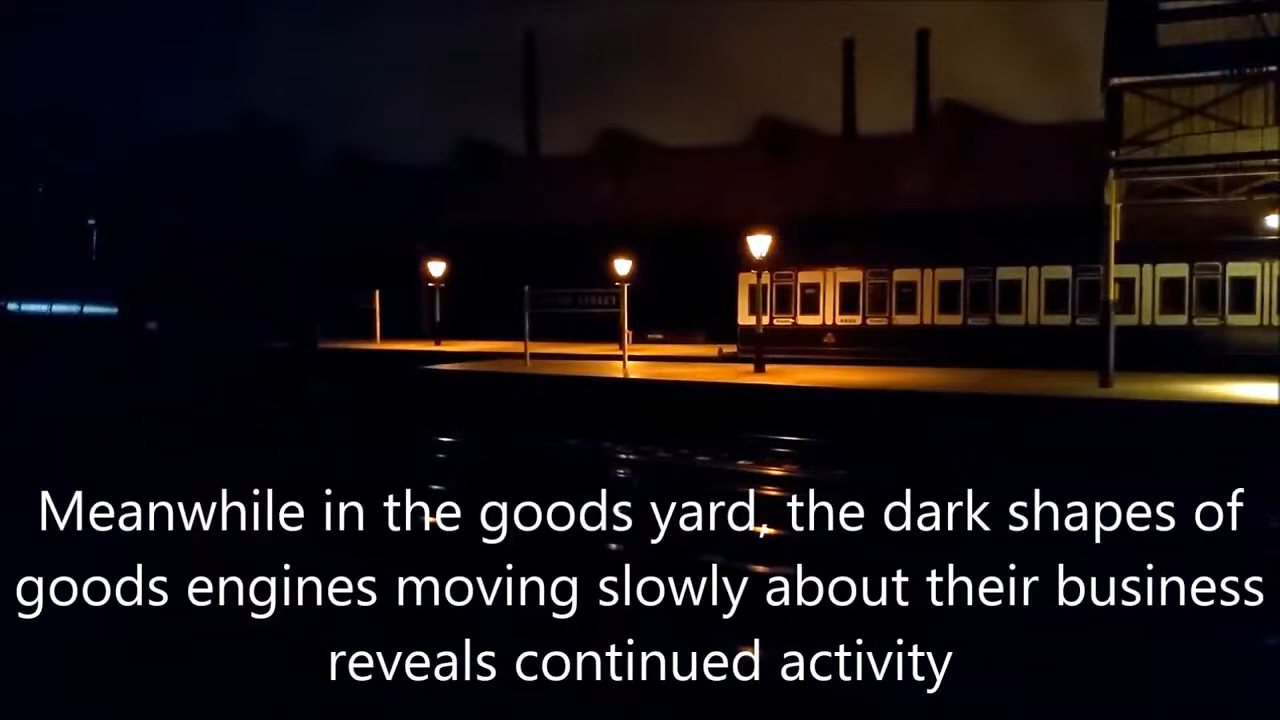 Meanwhile in the goods yard, the dark shapes of
goods engines moving slowly about their business
reveals continued activity